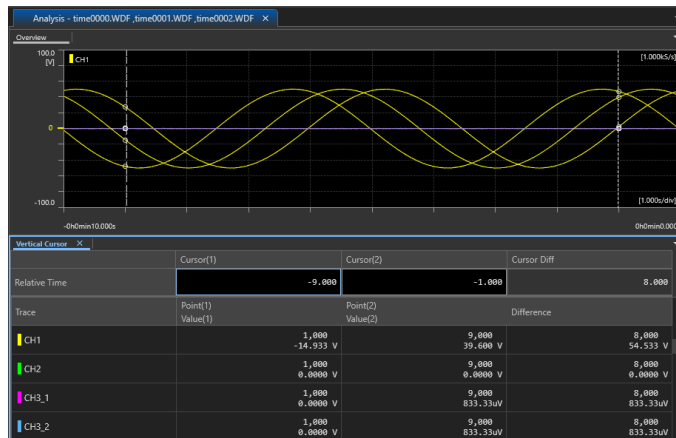 Analysis - time0000.WDF ,time0001.WDF ,time0002.WDF ×
Overview
100.0
[V]
CH1
[1.000kS/s]
0
-100.0
[1.000s/div]
-0h0min10.000s
0h0min0.000
Vertical Cursor ×
Cursor(1) Cursor(2) Cursor Diff
Relative Time -9.000 -1.000 8.000
Trace
Point(1) Point(2)
Value(1) Value(2)
Difference
CH1
1,000 9,000 8,000
-14.933 V 39.600 V 54.533 V
CH2
1,000 9,000 8,000
0.0000 V 0.0000 V 0.0000 V
CH3_1
1,000 9,000 8,000
0.0000 V 833.33uV 833.33uV
CH3_2
1,000 9,000 8,000
0.0000 V 833.33uV 833.33uV